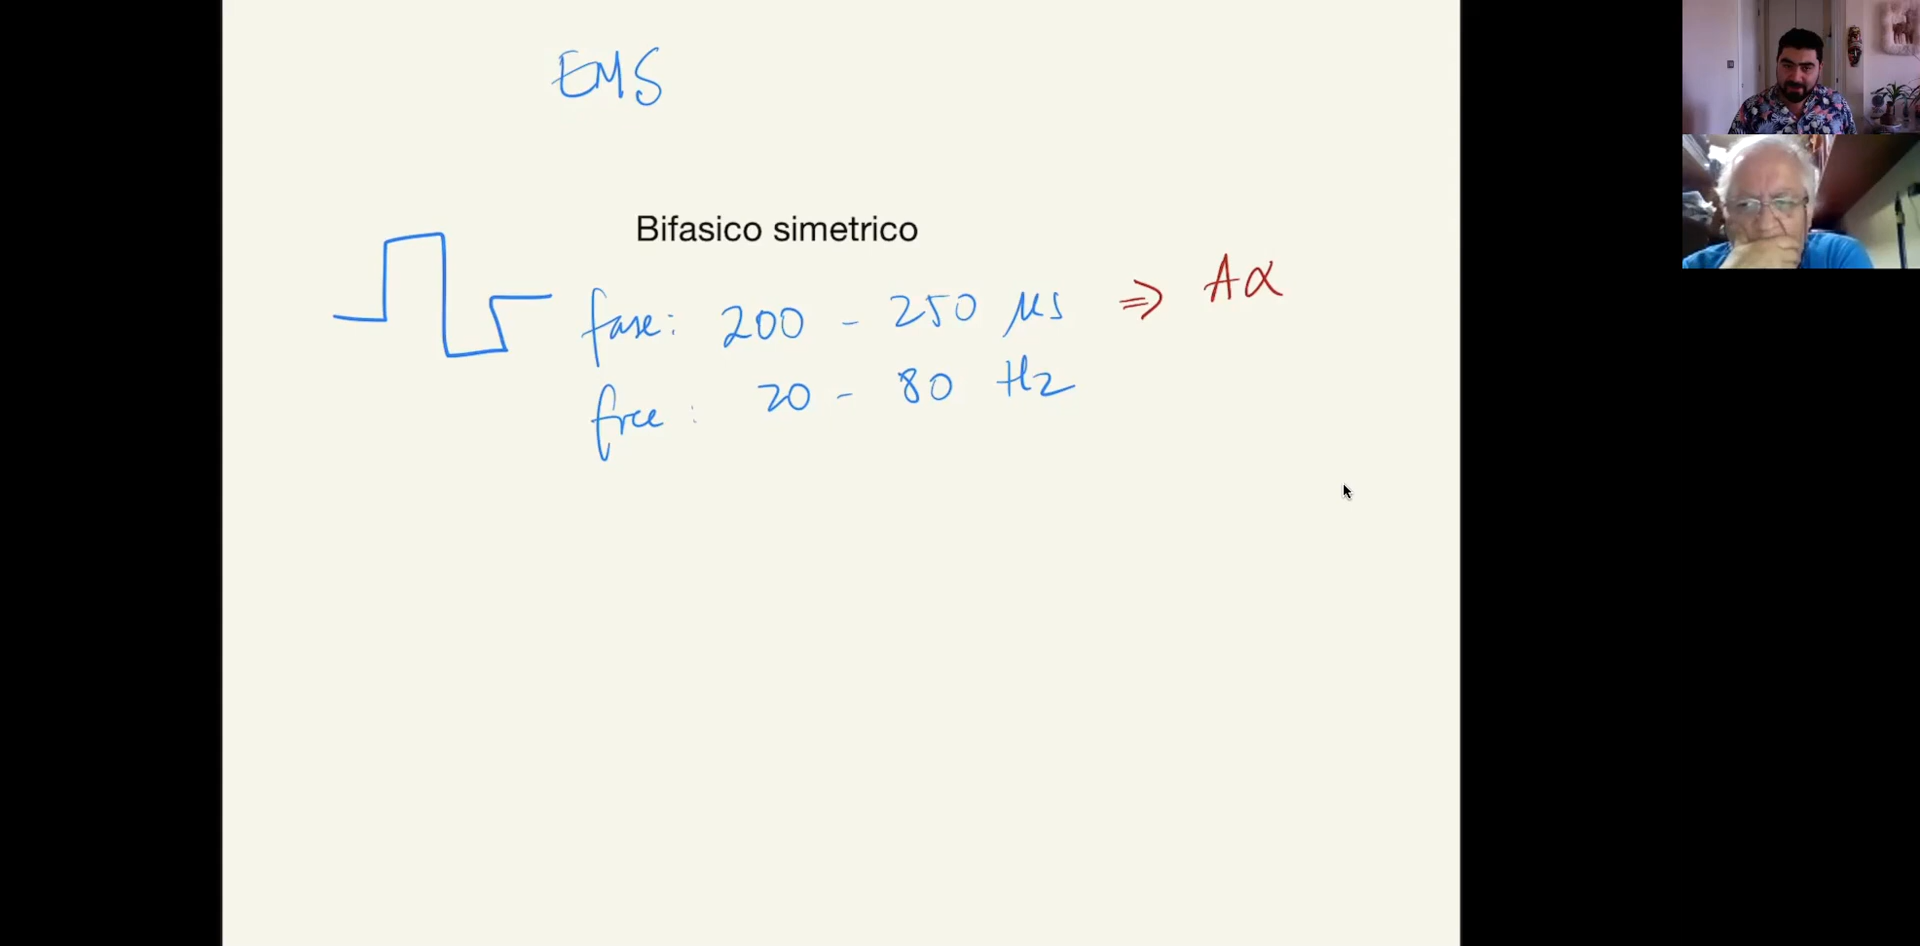 EMS
Bifasico simetrico
fase: 200 - 250 µs ⇒ Aα
frec: 20 - 80 Hz